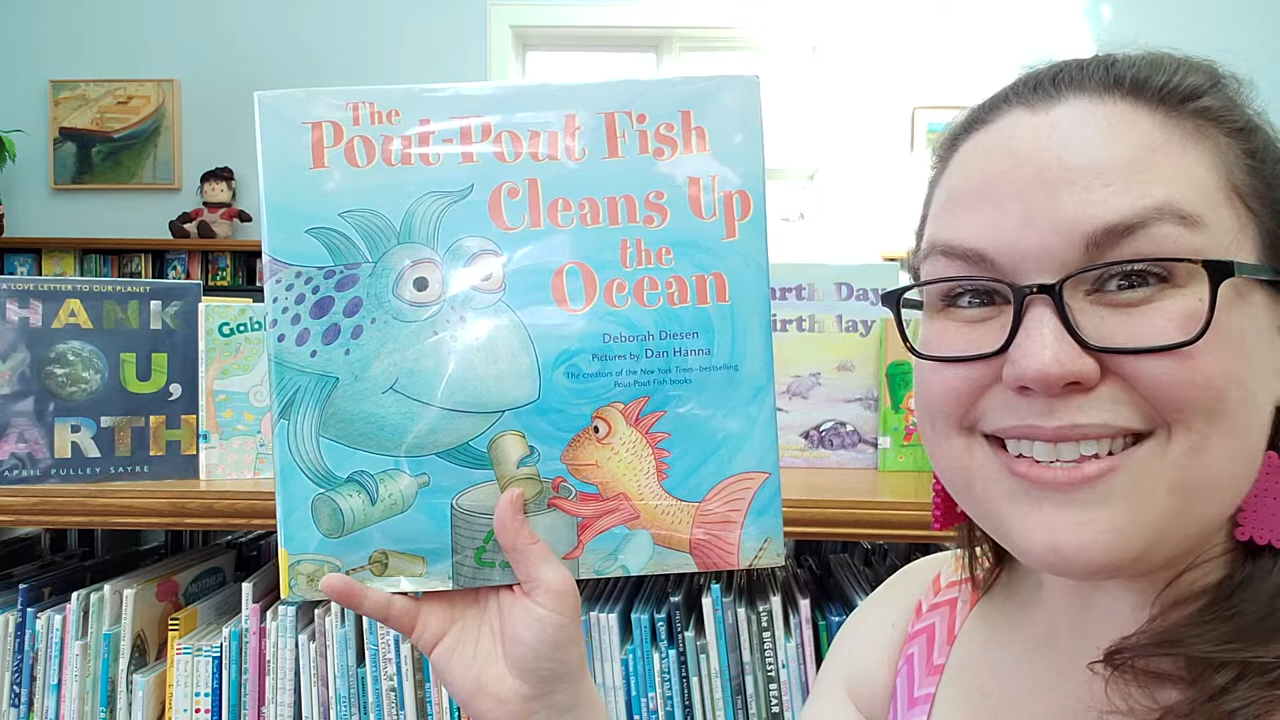 The
Pout-Pout Fish
Cleans Up
the
Ocean
Deborah Diesen
Pictures by Dan Hanna
The creators of the New York Times-bestselling
Pout-Pout Fish books
A LOVE LETTER TO OUR PLANET
HANK
U,
ARTH
APRIL PULLEY SAYRE
Gab
arth Day
irthday
MOTHER
the BIGGEST BEAR